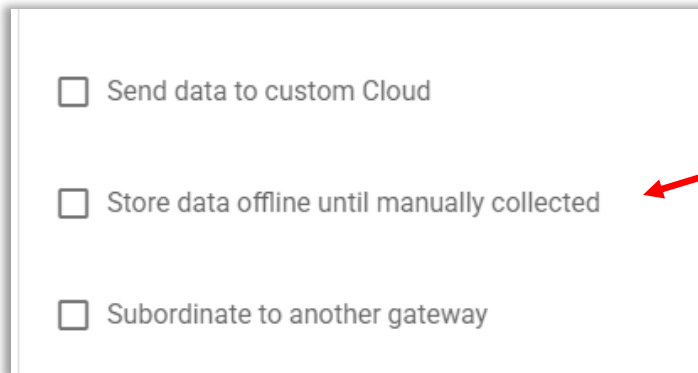 Send data to custom Cloud
Store data offline until manually collected
Subordinate to another gateway